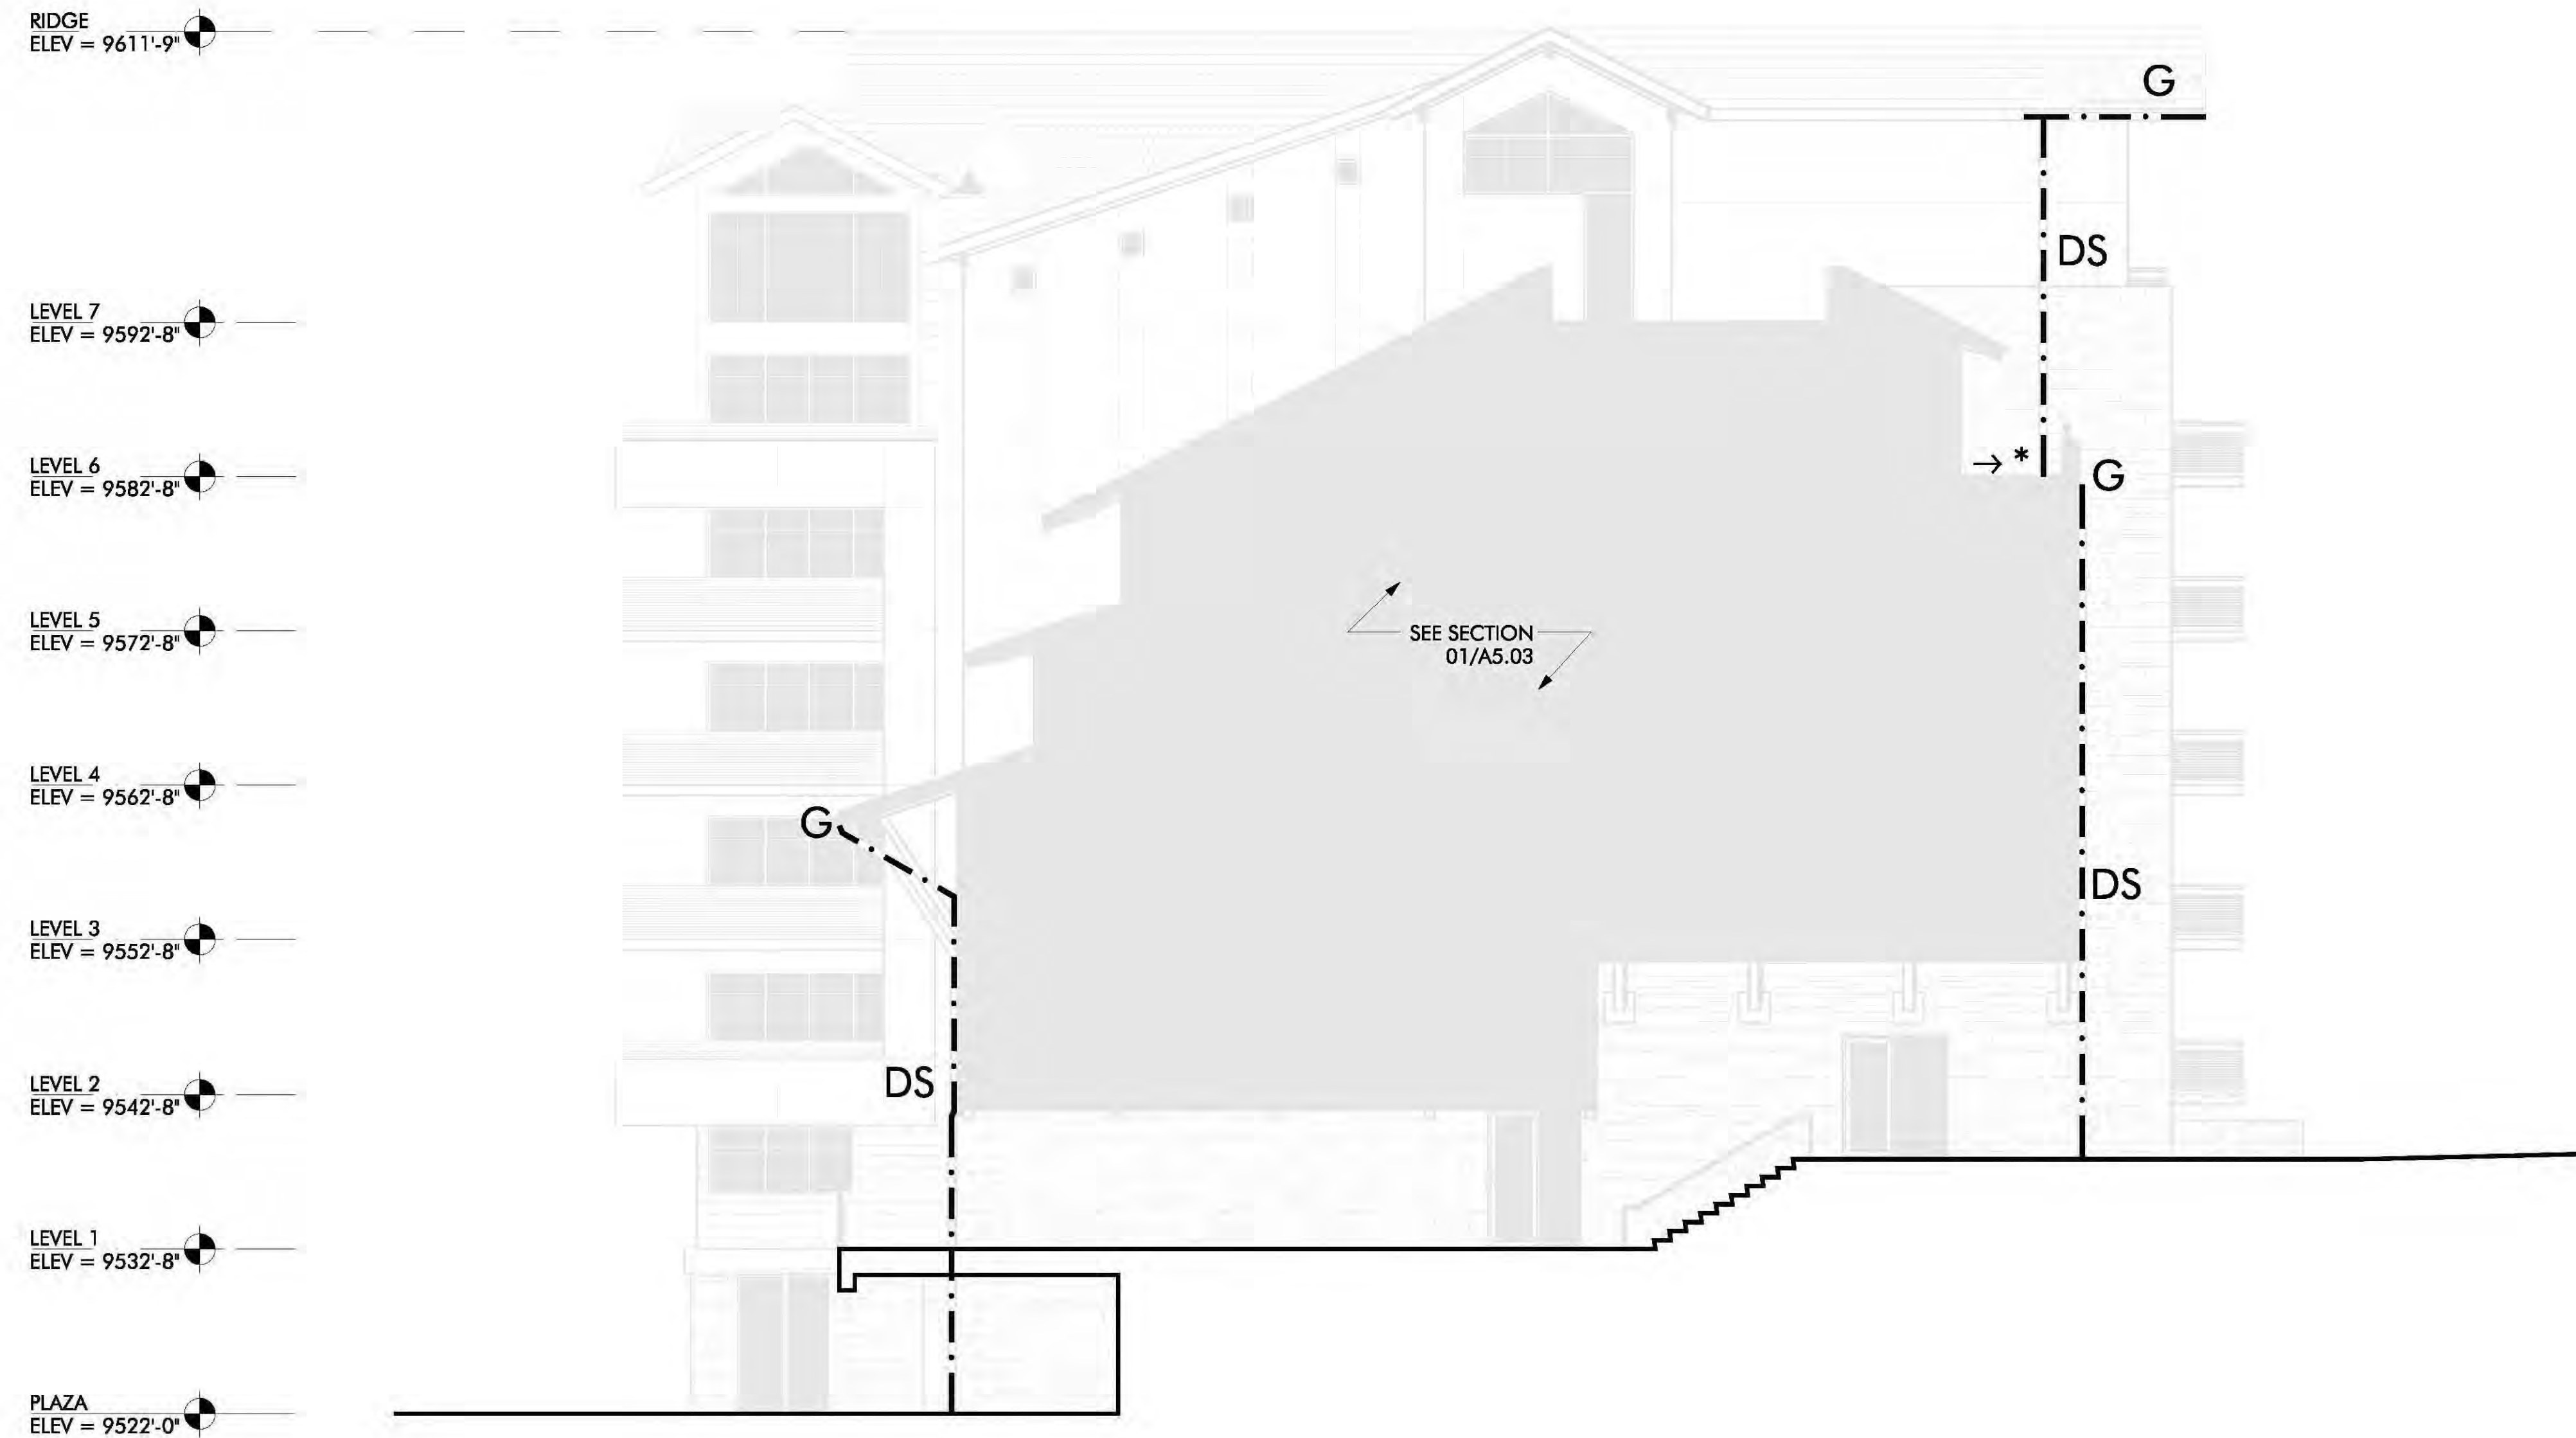 RIDGE
ELEV = 9611'-9"
G
DS
LEVEL 7
ELEV = 9592'-8"
→ *
LEVEL 6
ELEV = 9582'-8"
G
LEVEL 5
ELEV = 9572'-8"
SEE SECTION
01/A5.03
LEVEL 4
ELEV = 9562'-8"
G
DS
LEVEL 3
ELEV = 9552'-8"
DS
LEVEL 2
ELEV = 9542'-8"
LEVEL 1
ELEV = 9532'-8"
PLAZA
ELEV = 9522'-0"